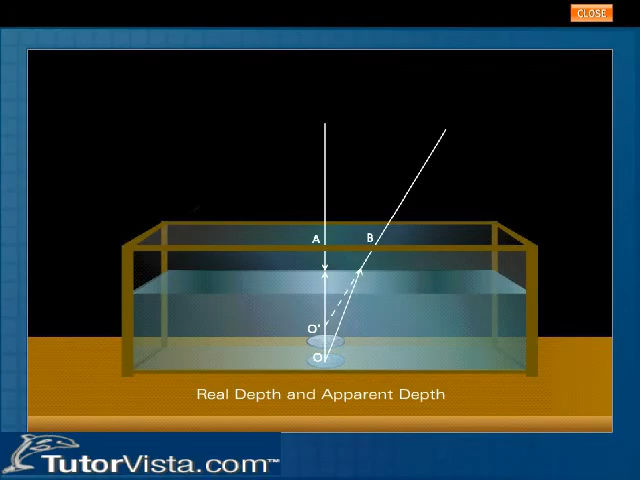 CLOSE
A
B
O'
O
Real Depth and Apparent Depth
TutorVista.com™